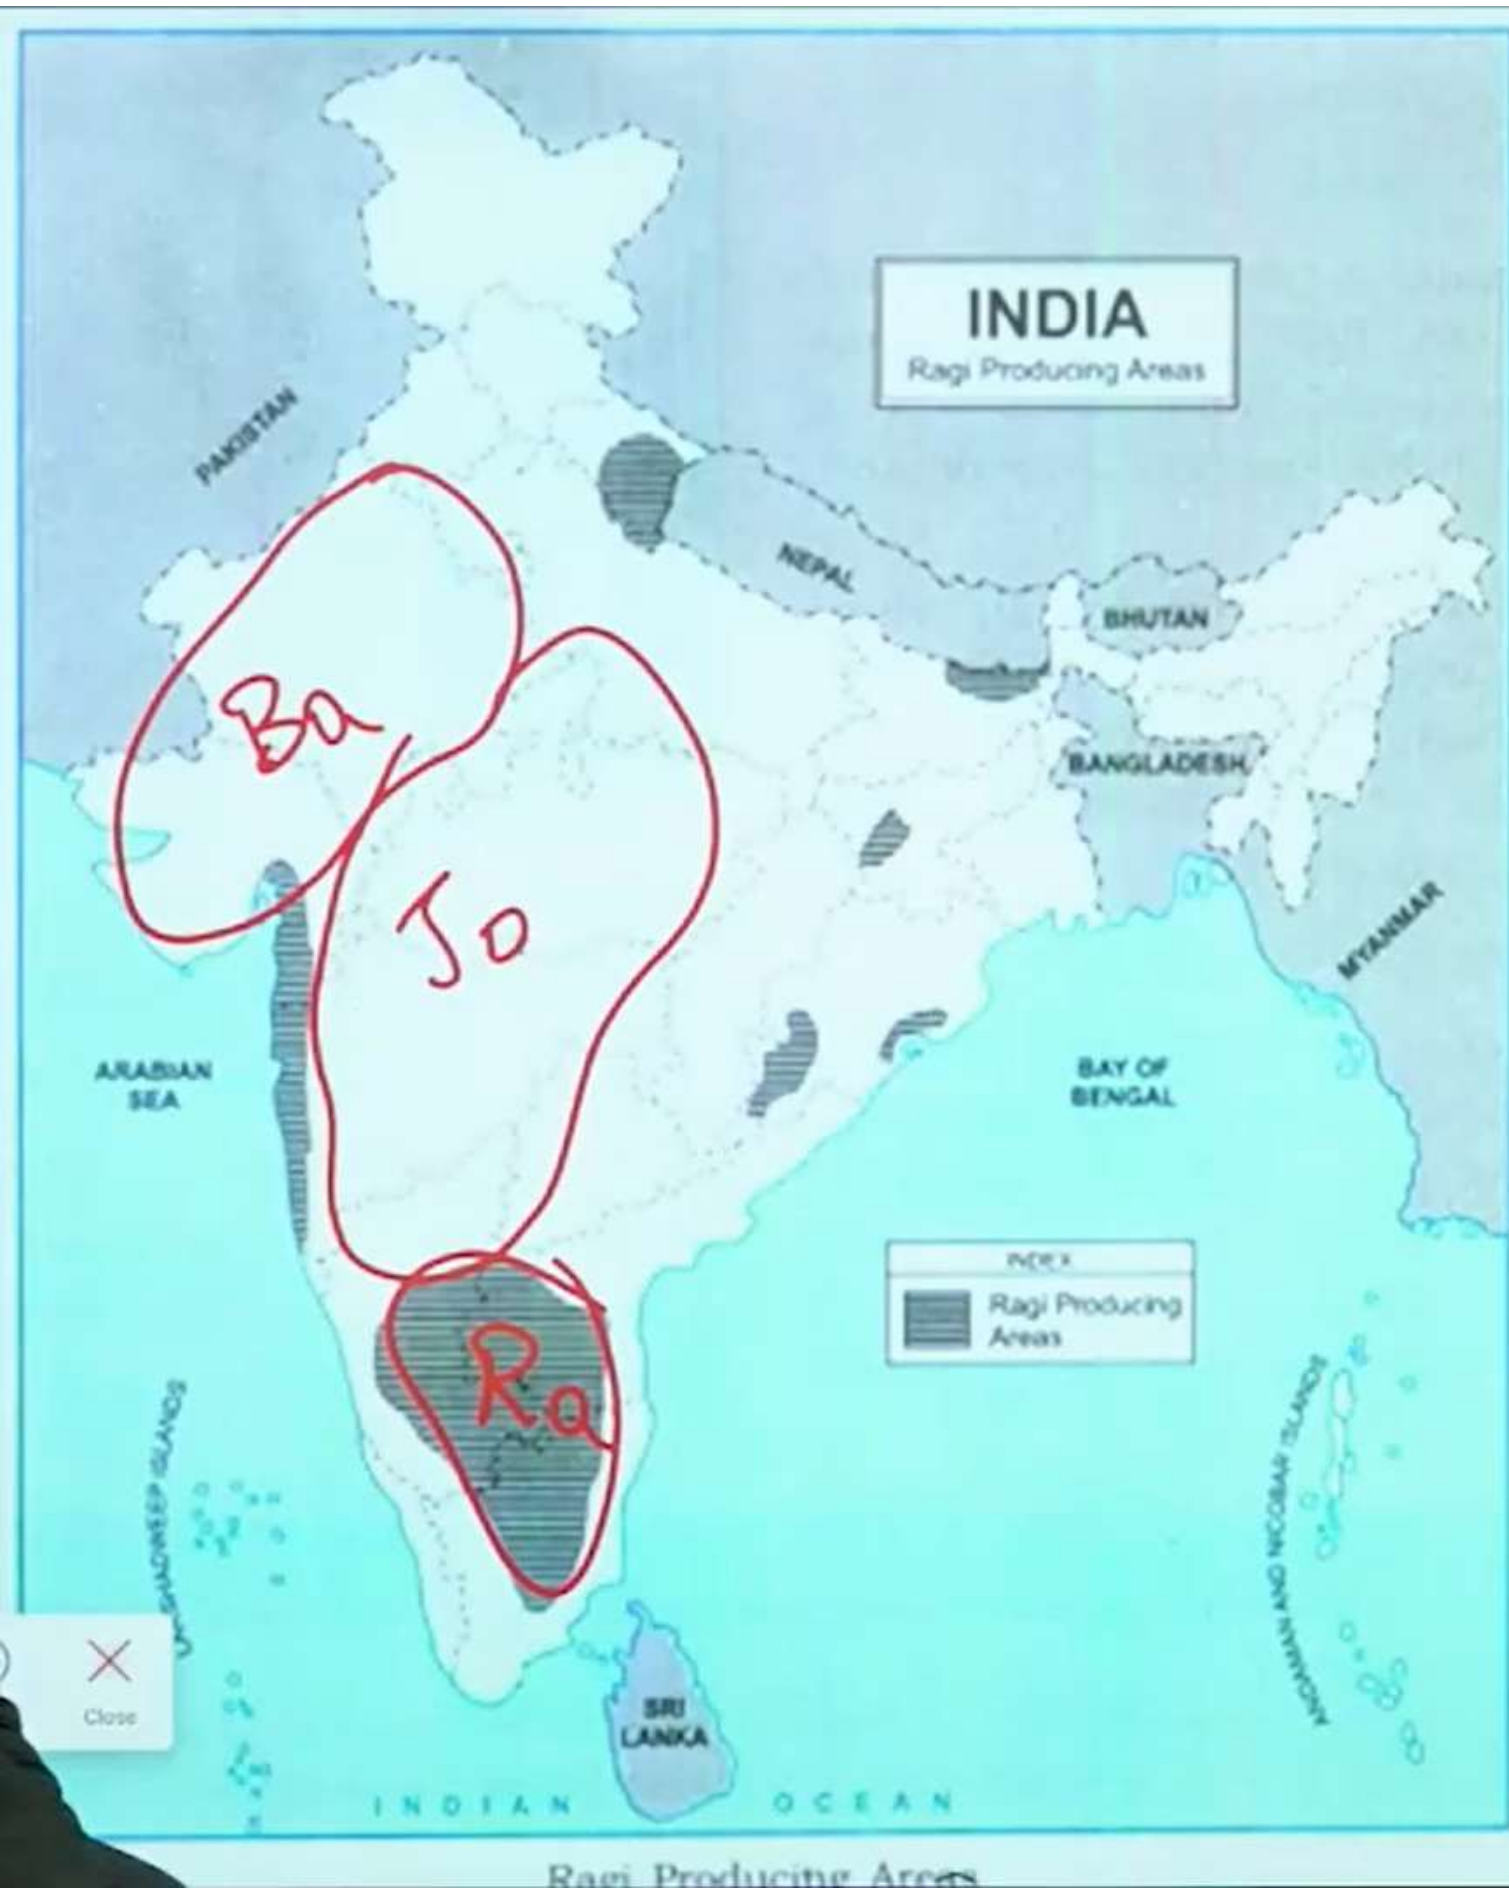 INDIA
Ragi Producing Areas
PAKISTAN
NEPAL
BHUTAN
Ba
BANGLADESH
Jo
MYANMAR
ARABIAN
SEA
BAY OF
BENGAL
INDEX
Ragi Producing
Areas
Ra
LAKSHADWEEP ISLANDS
ANDAMAN AND NICOBAR ISLANDS
Close
SRI
LANKA
INDIAN OCEAN
Ragi Producing Areas